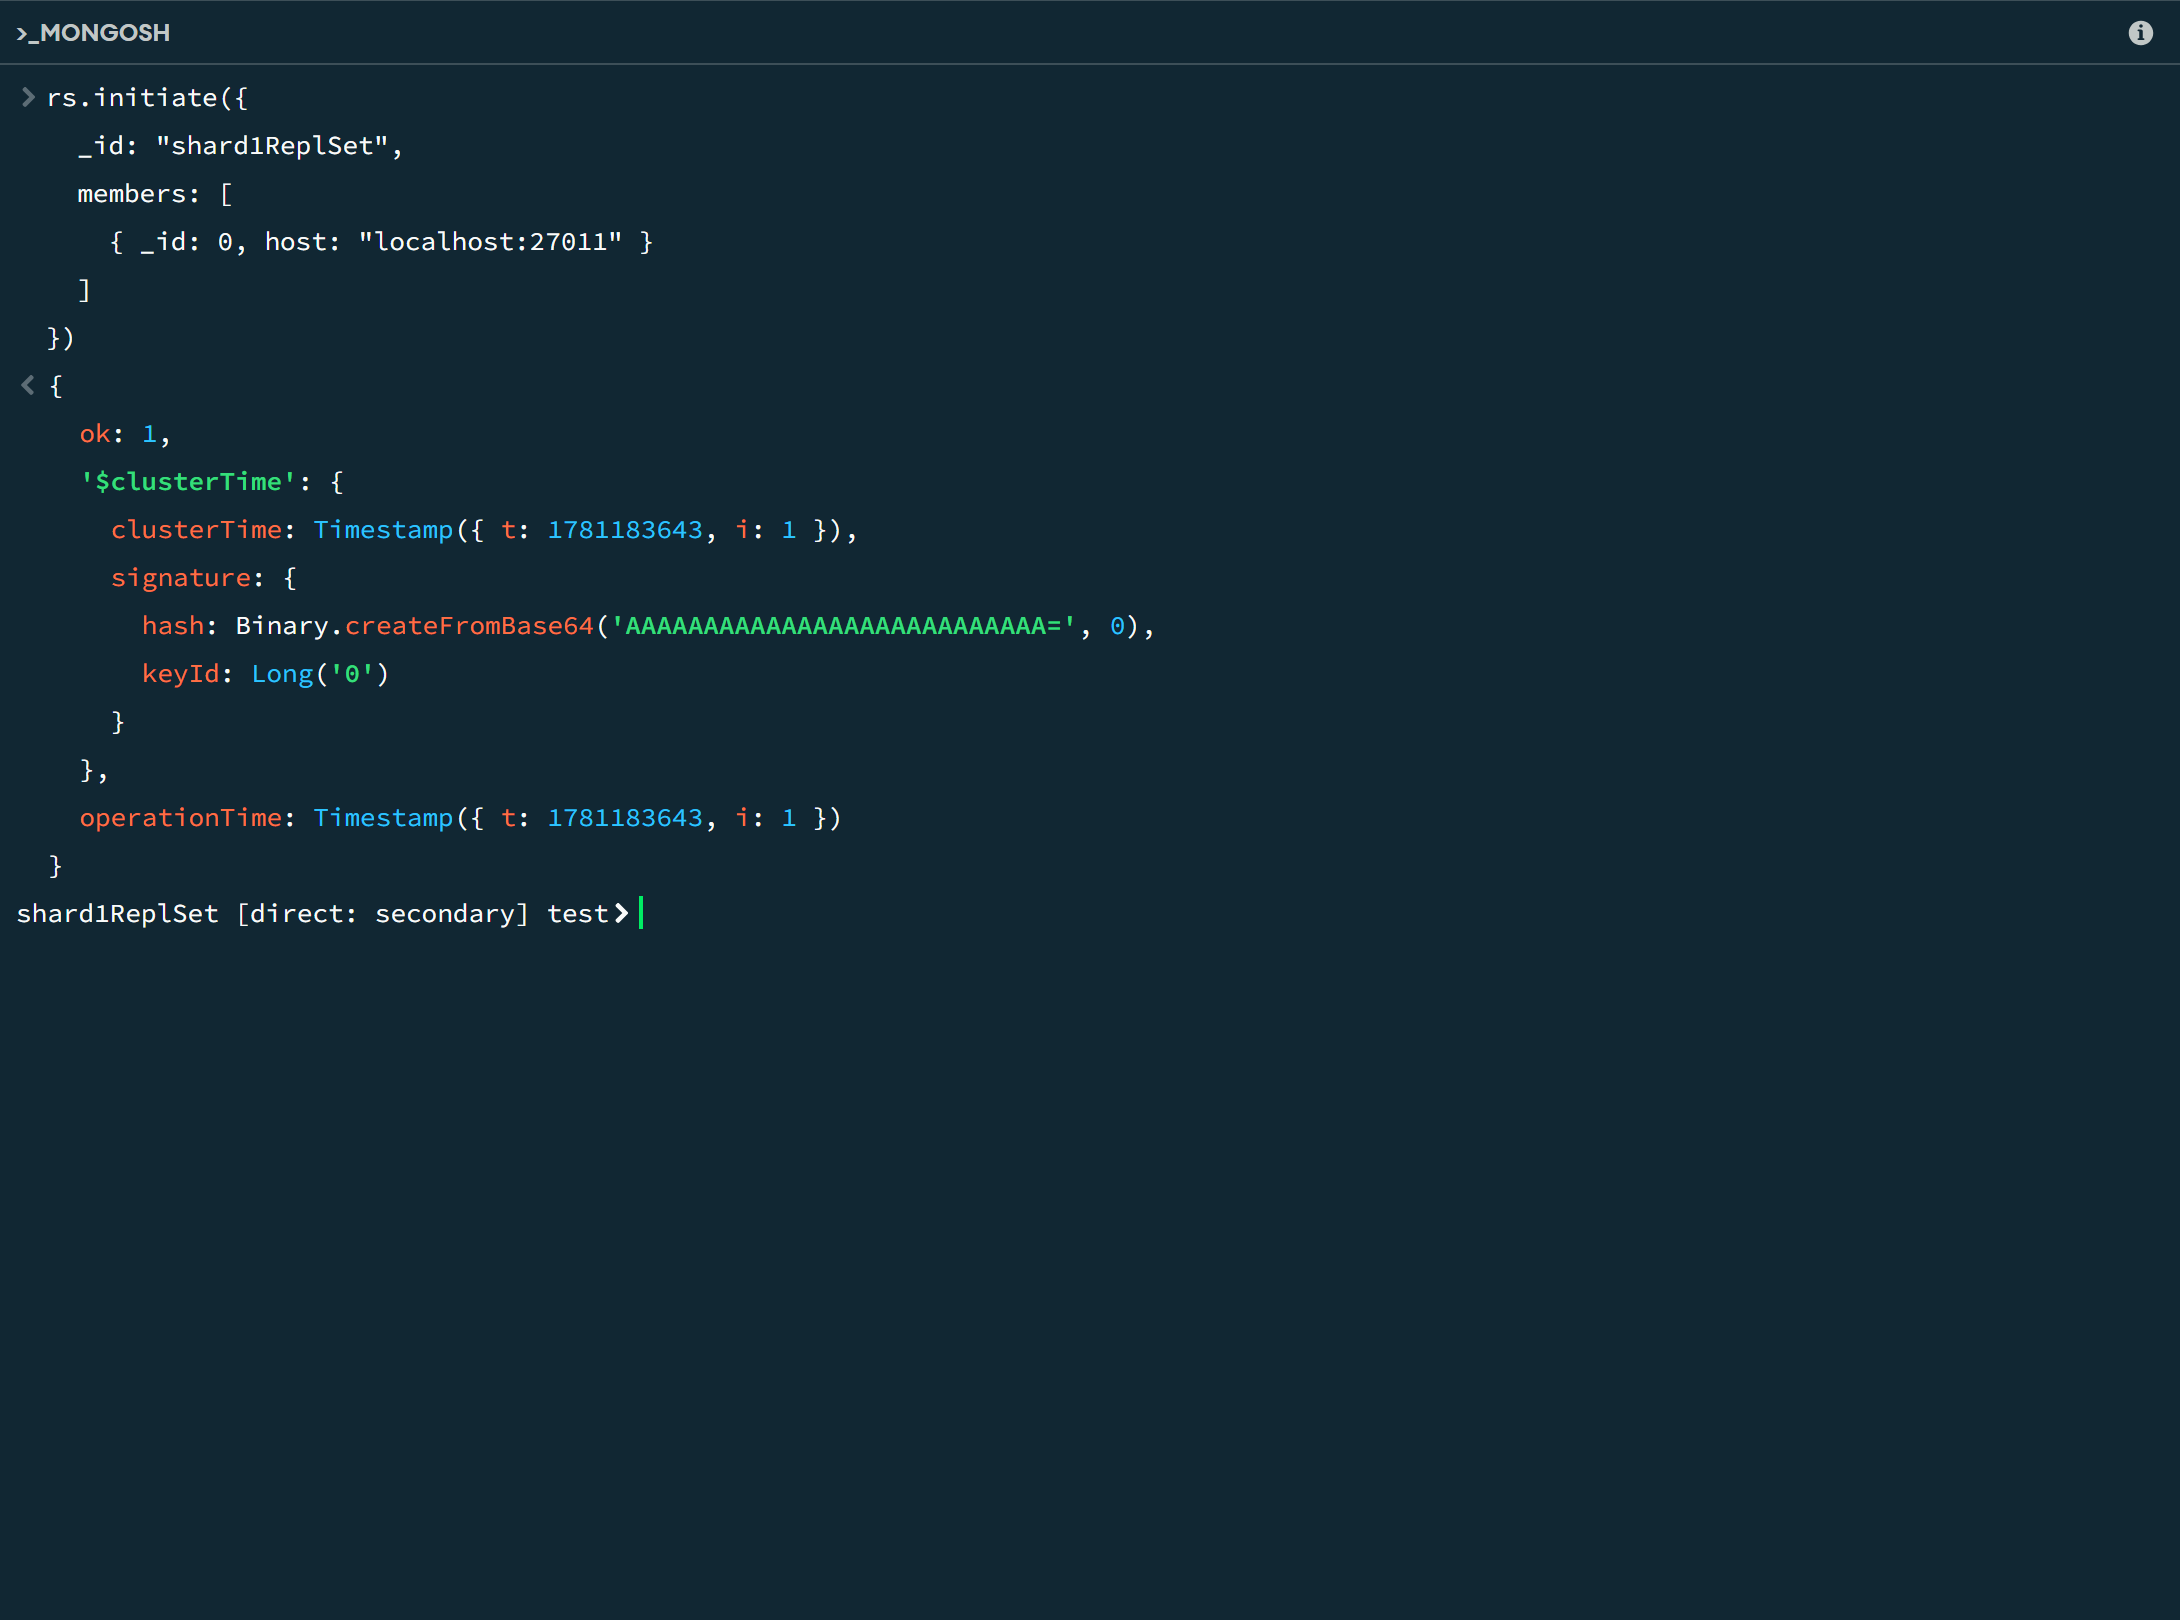 >_MONGOSH
> rs.initiate({
_id: "shard1ReplSet",
members: [
{ _id: 0, host: "localhost:27011" }
]
})
< {
ok: 1,
'$clusterTime': {
clusterTime: Timestamp({ t: 1781183643, i: 1 }),
signature: {
hash: Binary.createFromBase64('AAAAAAAAAAAAAAAAAAAAAAAAAAA=', 0),
keyId: Long('0')
}
},
operationTime: Timestamp({ t: 1781183643, i: 1 })
}
shard1ReplSet [direct: secondary] test>